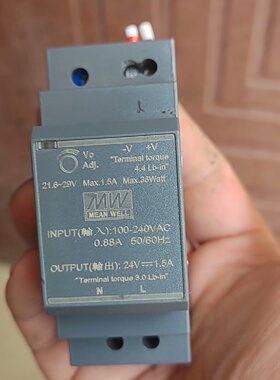 Vo -V +V
Adj. "Terminal torque
4.4 Lb-in"
21.6~29V Max.1.5A Max.36Watt
MW
MEAN WELL
INPUT(輸入):100-240VAC
0.88A 50/60Hz
OUTPUT(輸出):24V⎓1.5A
"Terminal torque 3.0 Lb-in"
N L